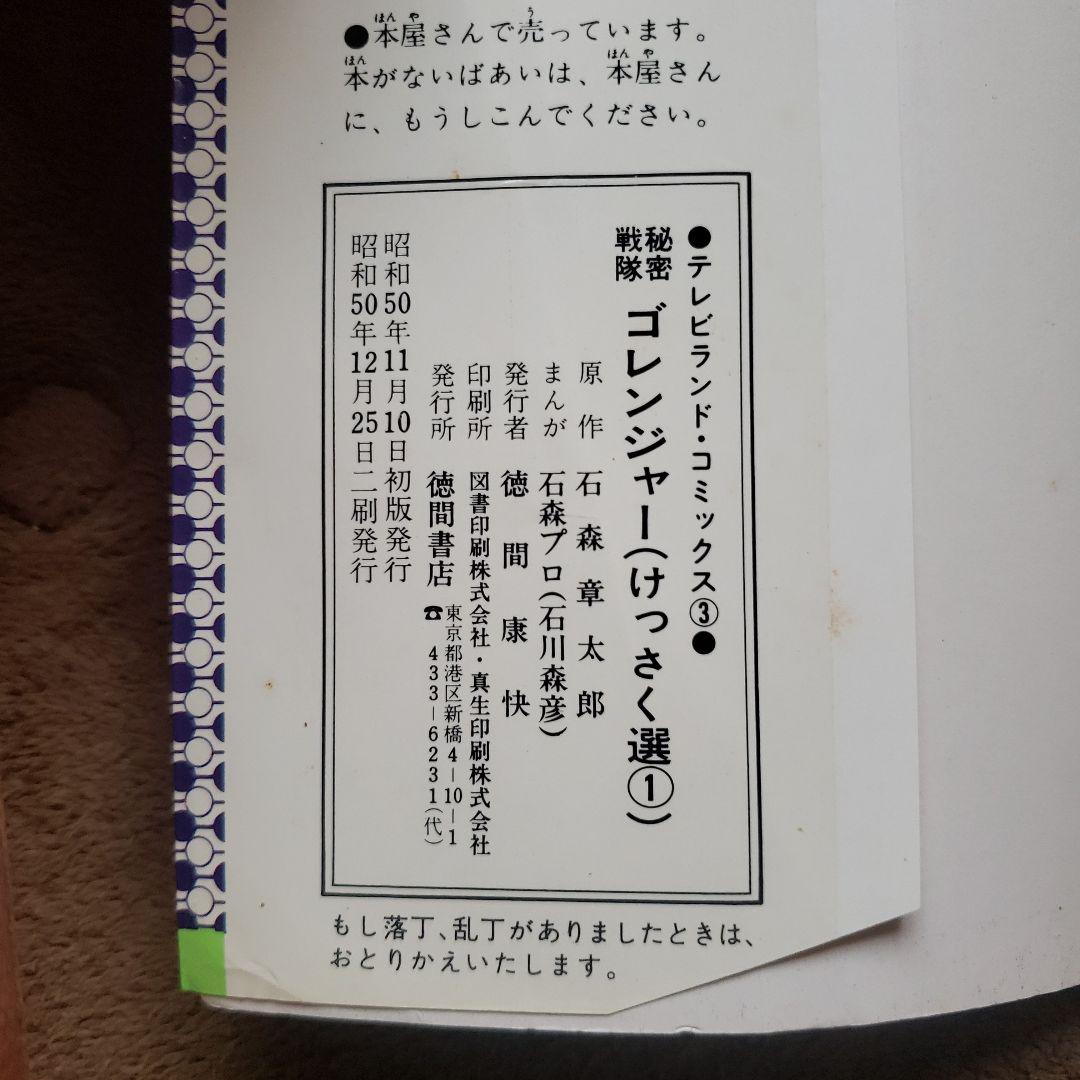 ●本屋さんで売っています。
本がないばあいは、本屋さん
に、もうしこんでください。
●テレビランド・コミックス③●
秘密戦隊 ゴレンジャー(けっさく選①)
原作 石森章太郎
まんが 石森プロ(石川森彦)
発行者 徳間康快
印刷所 図書印刷株式会社・真生印刷株式会社
発行所 徳間書店 東京都港区新橋4-10-1
☎433-6231(代)
昭和50年11月10日初版発行
昭和50年12月25日二刷発行
もし落丁、乱丁がありましたときは、
おとりかえいたします。